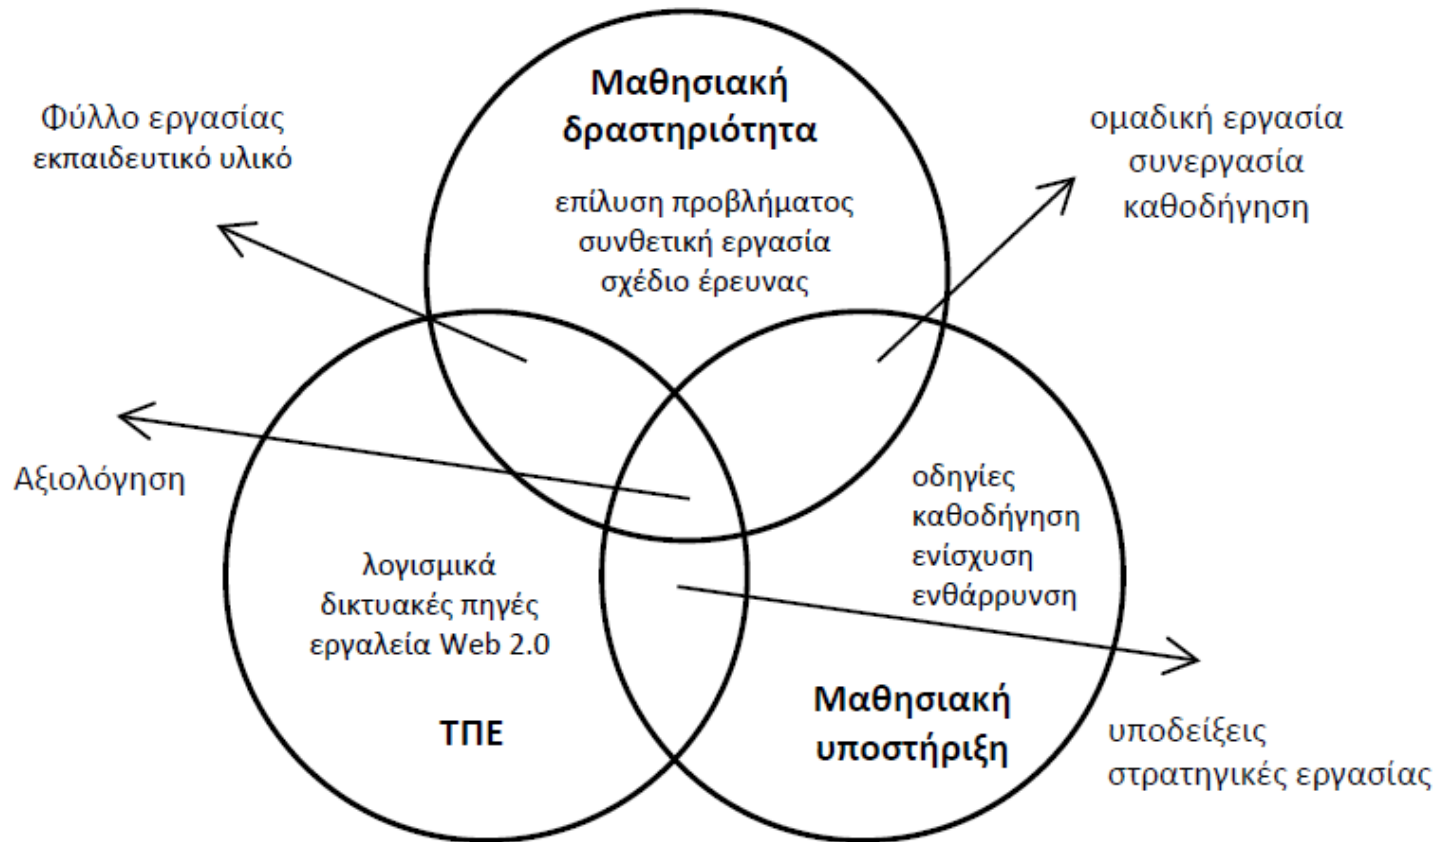 Μαθησιακή
δραστηριότητα
επίλυση προβλήματος
συνθετική εργασία
σχέδιο έρευνας
Φύλλο εργασίας
εκπαιδευτικό υλικό
ομαδική εργασία
συνεργασία
καθοδήγηση
Αξιολόγηση
λογισμικά
δικτυακές πηγές
εργαλεία Web 2.0
ΤΠΕ
οδηγίες
καθοδήγηση
ενίσχυση
ενθάρρυνση
Μαθησιακή
υποστήριξη
υποδείξεις
στρατηγικές εργασίας